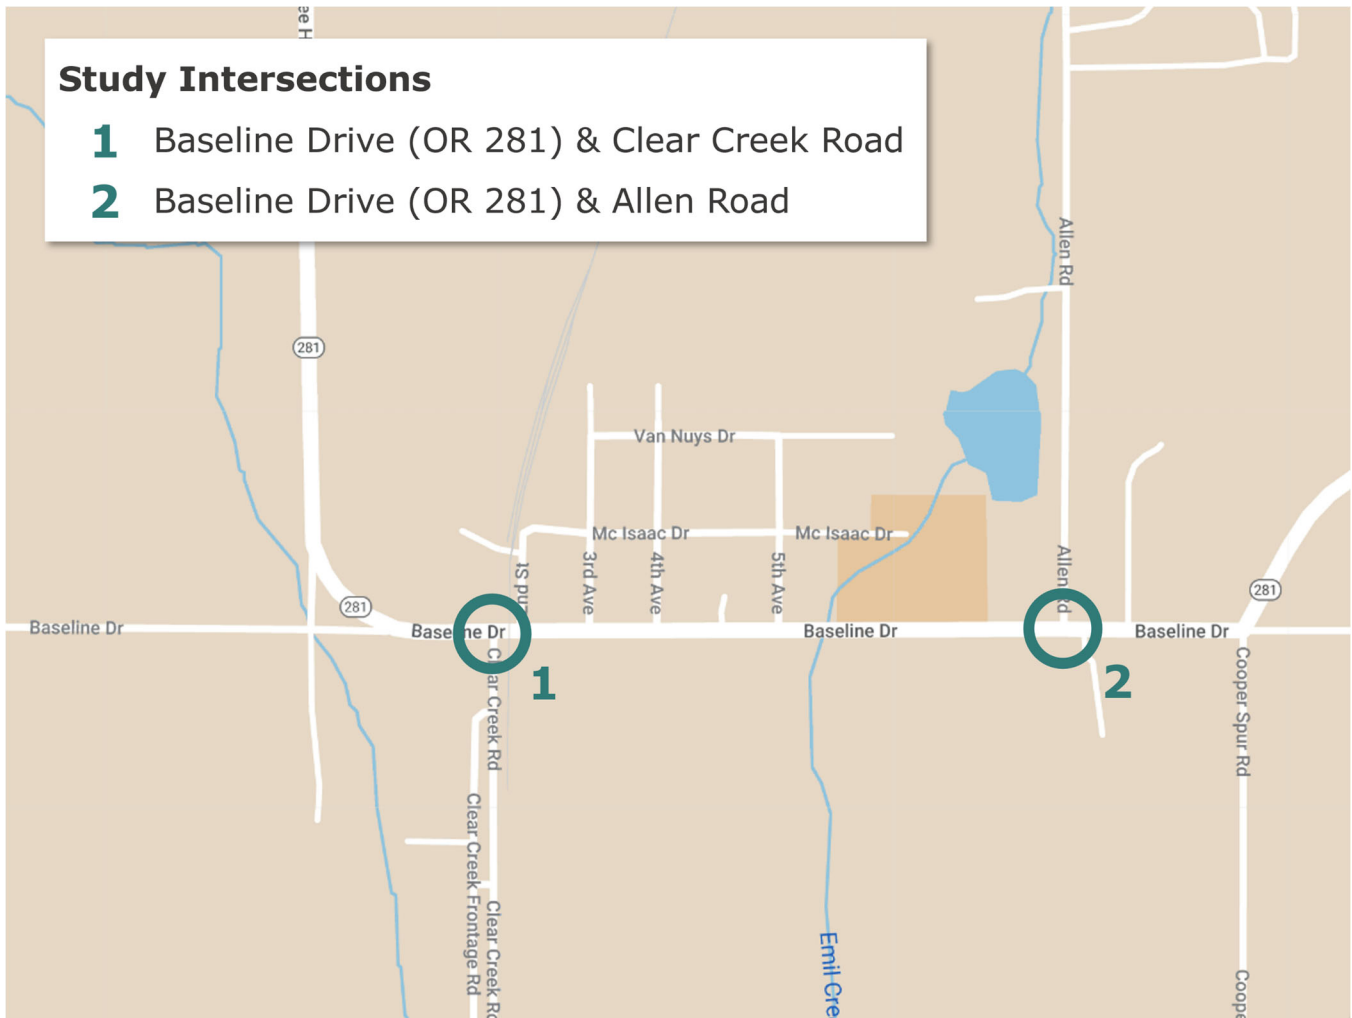 Study Intersections
1 Baseline Drive (OR 281) & Clear Creek Road
2 Baseline Drive (OR 281) & Allen Road
Allen Rd
281
Van Nuys Dr
Mc Isaac Dr
Mc Isaac Dr
3rd Ave
4th Ave
5th Ave
Allen Rd
281
281
Baseline Dr
Baseline Dr
Baseline Dr
Baseline Dr
1
2
Clear Creek Rd
Cooper Spur Rd
Clear Creek Frontage Rd
Clear Creek
Emil